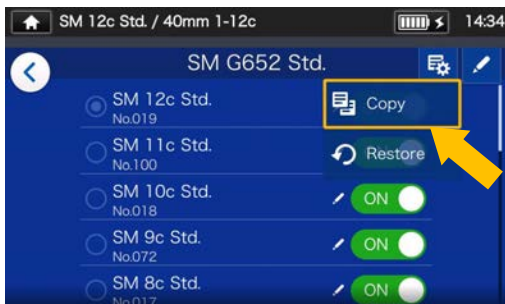 SM 12c Std. / 40mm 1-12c 14:34
SM G652 Std.
SM 12c Std.
No.019
Copy
SM 11c Std.
No.100
Restore
SM 10c Std.
No.018
ON
SM 9c Std.
No.072
ON
SM 8c Std.
No.017
ON